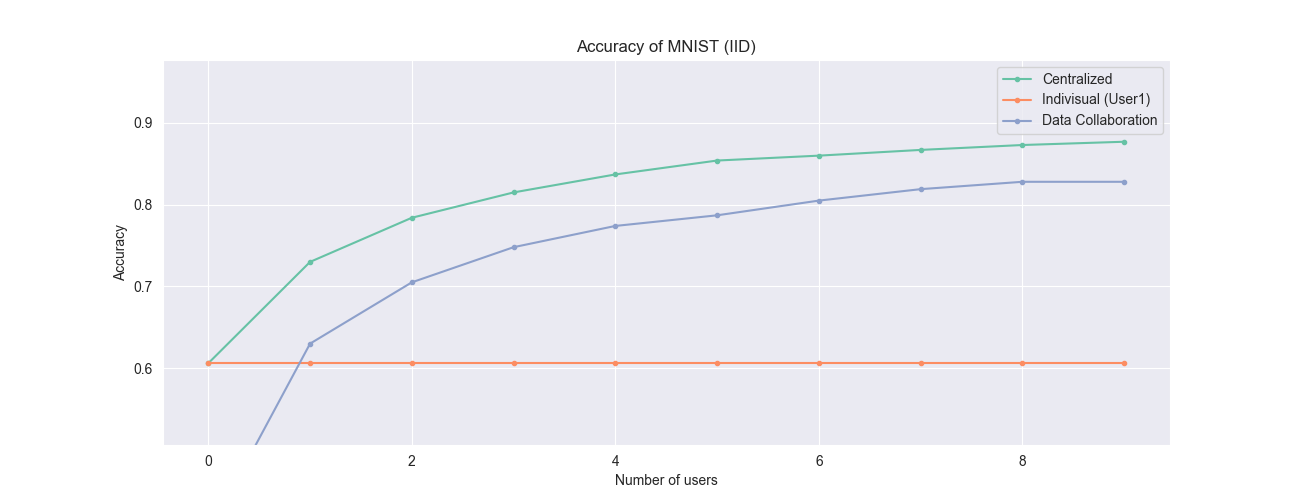 Accuracy of MNIST (IID)
Centralized
Indivisual (User1)
Data Collaboration
0.9
0.8
0.7
0.6
Accuracy
0 2 4 6 8
Number of users